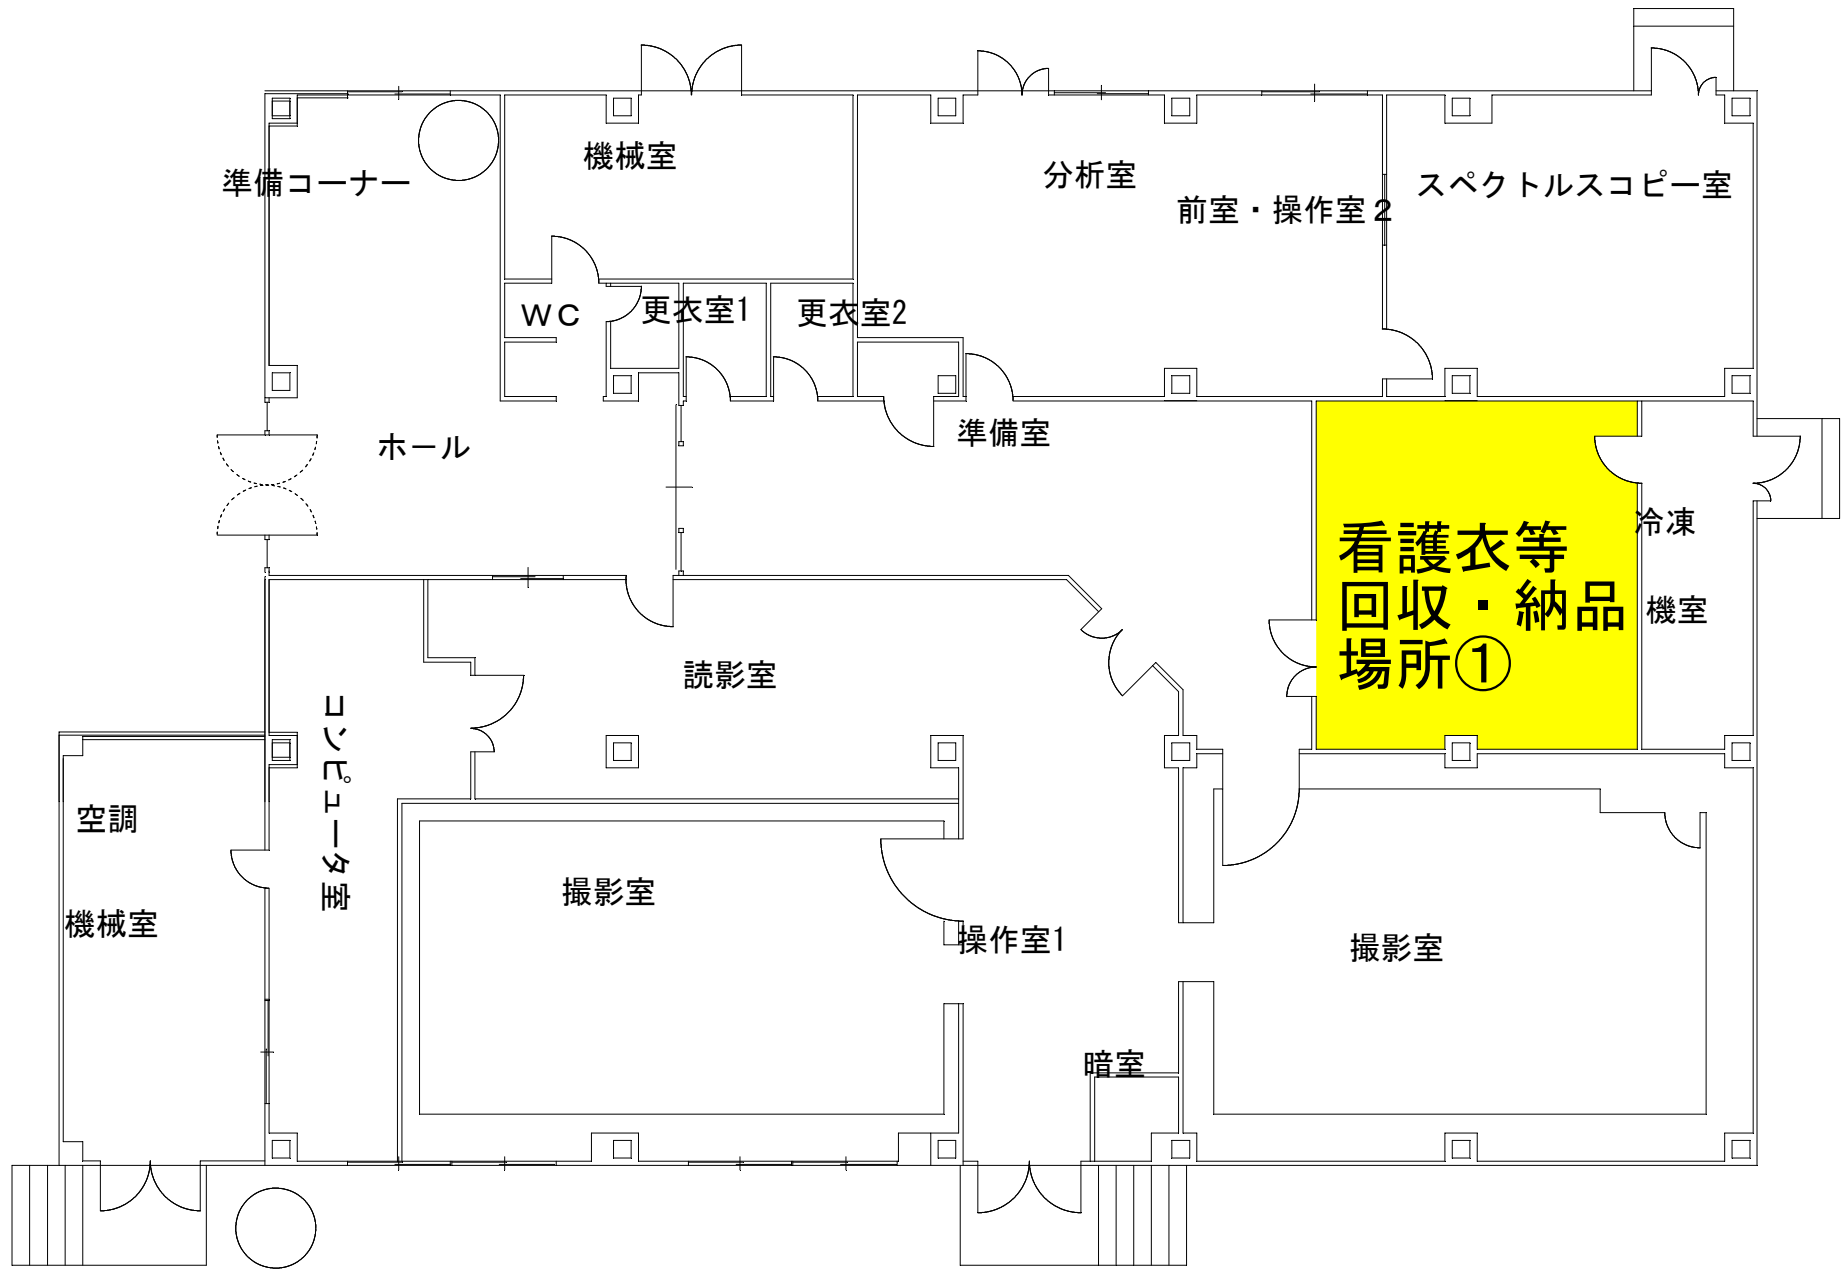 機械室
分析室
準備コーナー
前室・操作室２
スペクトルスコピー室
ＷＣ
更衣室1
更衣室2
ホール
準備室
看護衣等
回収・納品
場所①
冷凍
機室
読影室
コンピュータ室
空調
機械室
撮影室
操作室1
撮影室
暗室